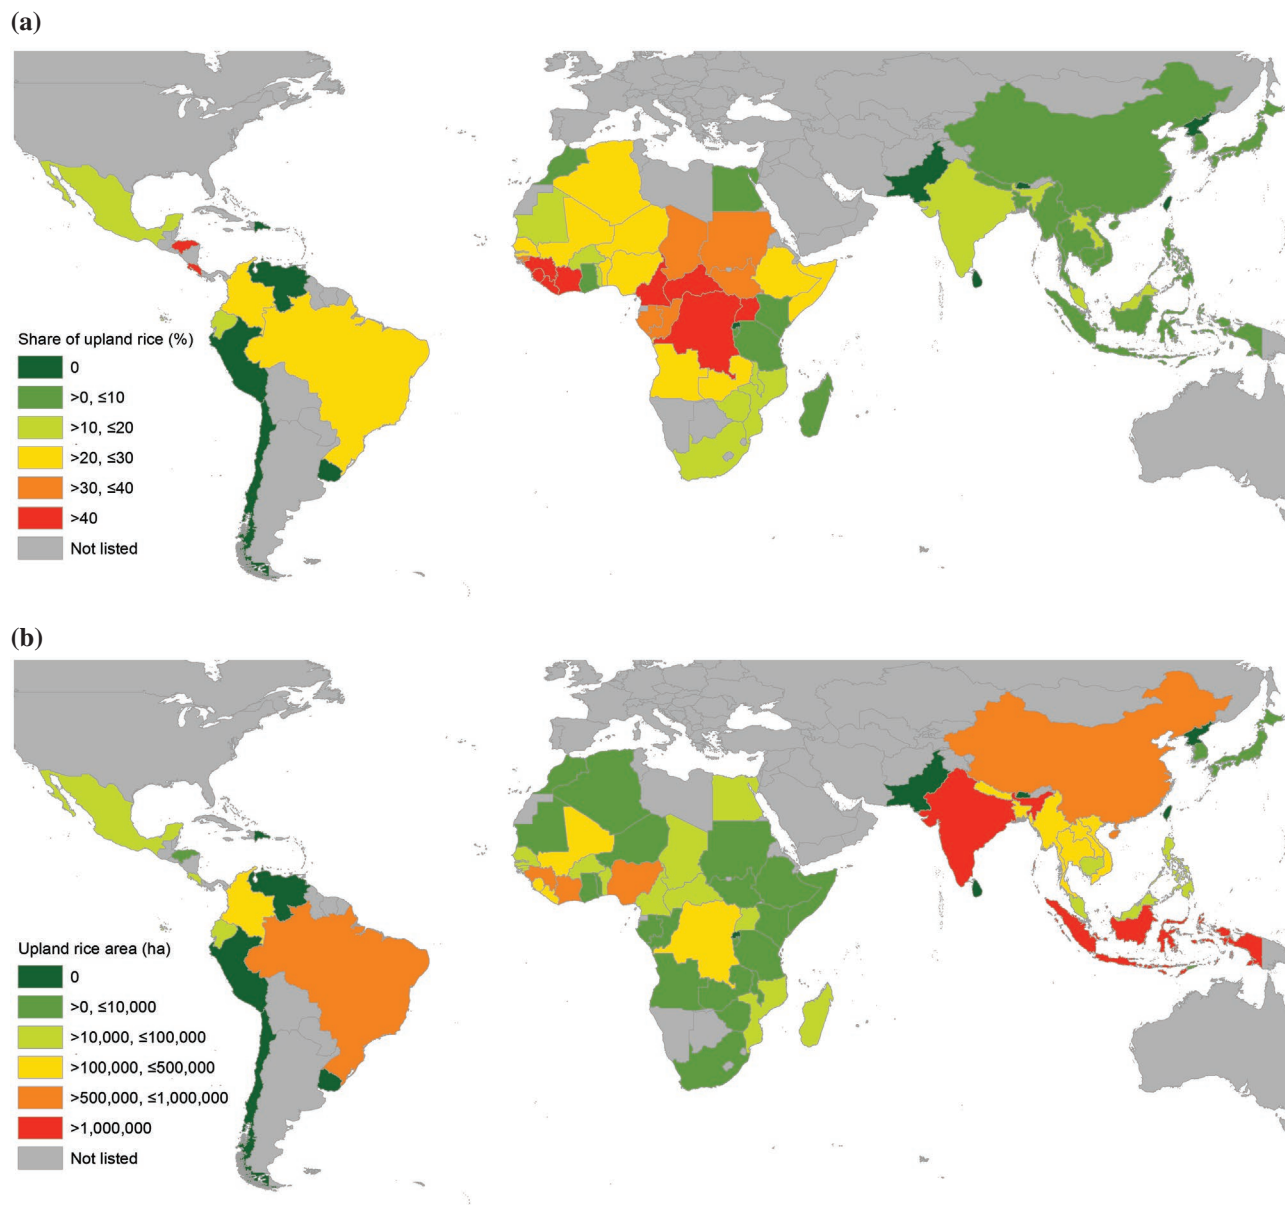 (a)
Share of upland rice (%)
0
>0, ≤10
>10, ≤20
>20, ≤30
>30, ≤40
>40
Not listed
(b)
Upland rice area (ha)
0
>0, ≤10,000
>10,000, ≤100,000
>100,000, ≤500,000
>500,000, ≤1,000,000
>1,000,000
Not listed